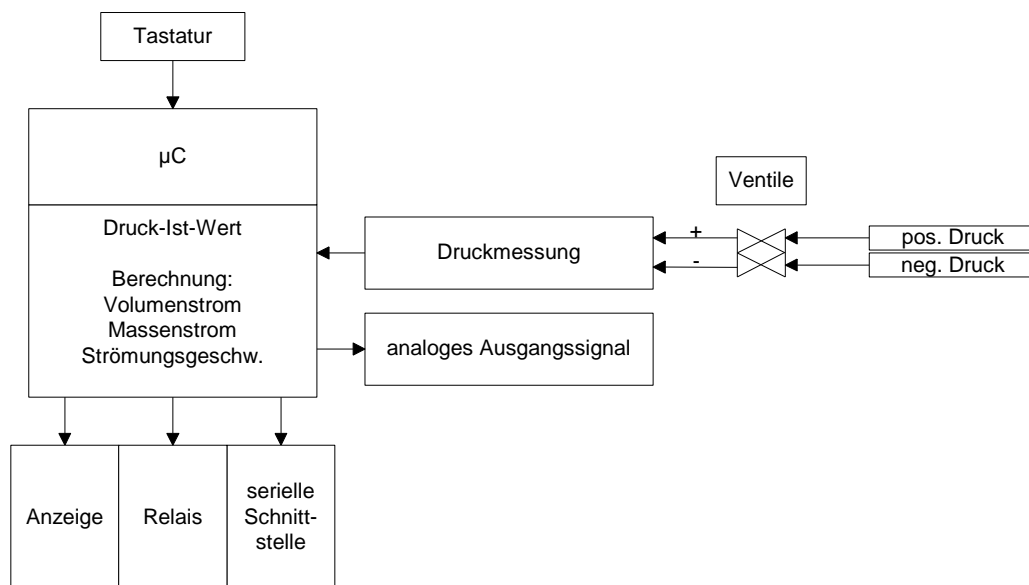 Tastatur
µC
Druck-Ist-Wert
Berechnung:
Volumenstrom
Massenstrom
Strömungsgeschw.
Druckmessung
+
-
Ventile
pos. Druck
neg. Druck
analoges Ausgangssignal
Anzeige
Relais
serielle
Schnitt-
stelle